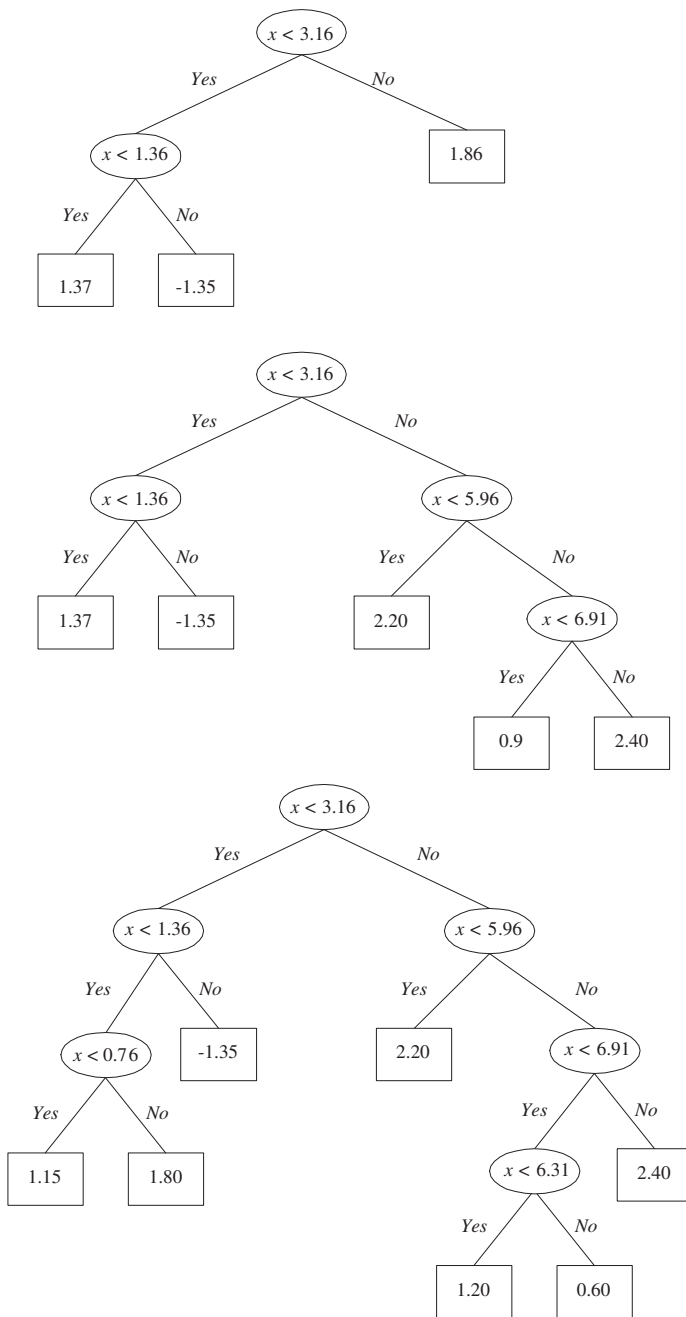 x < 3.16
Yes No
x < 1.36 1.86
Yes No
1.37 -1.35
x < 3.16
Yes No
x < 1.36 x < 5.96
Yes No Yes No
1.37 -1.35 2.20 x < 6.91
Yes No
0.9 2.40
x < 3.16
Yes No
x < 1.36 x < 5.96
Yes No Yes No
x < 0.76 -1.35 2.20 x < 6.91
Yes No Yes No
1.15 1.80 x < 6.31 2.40
Yes No
1.20 0.60